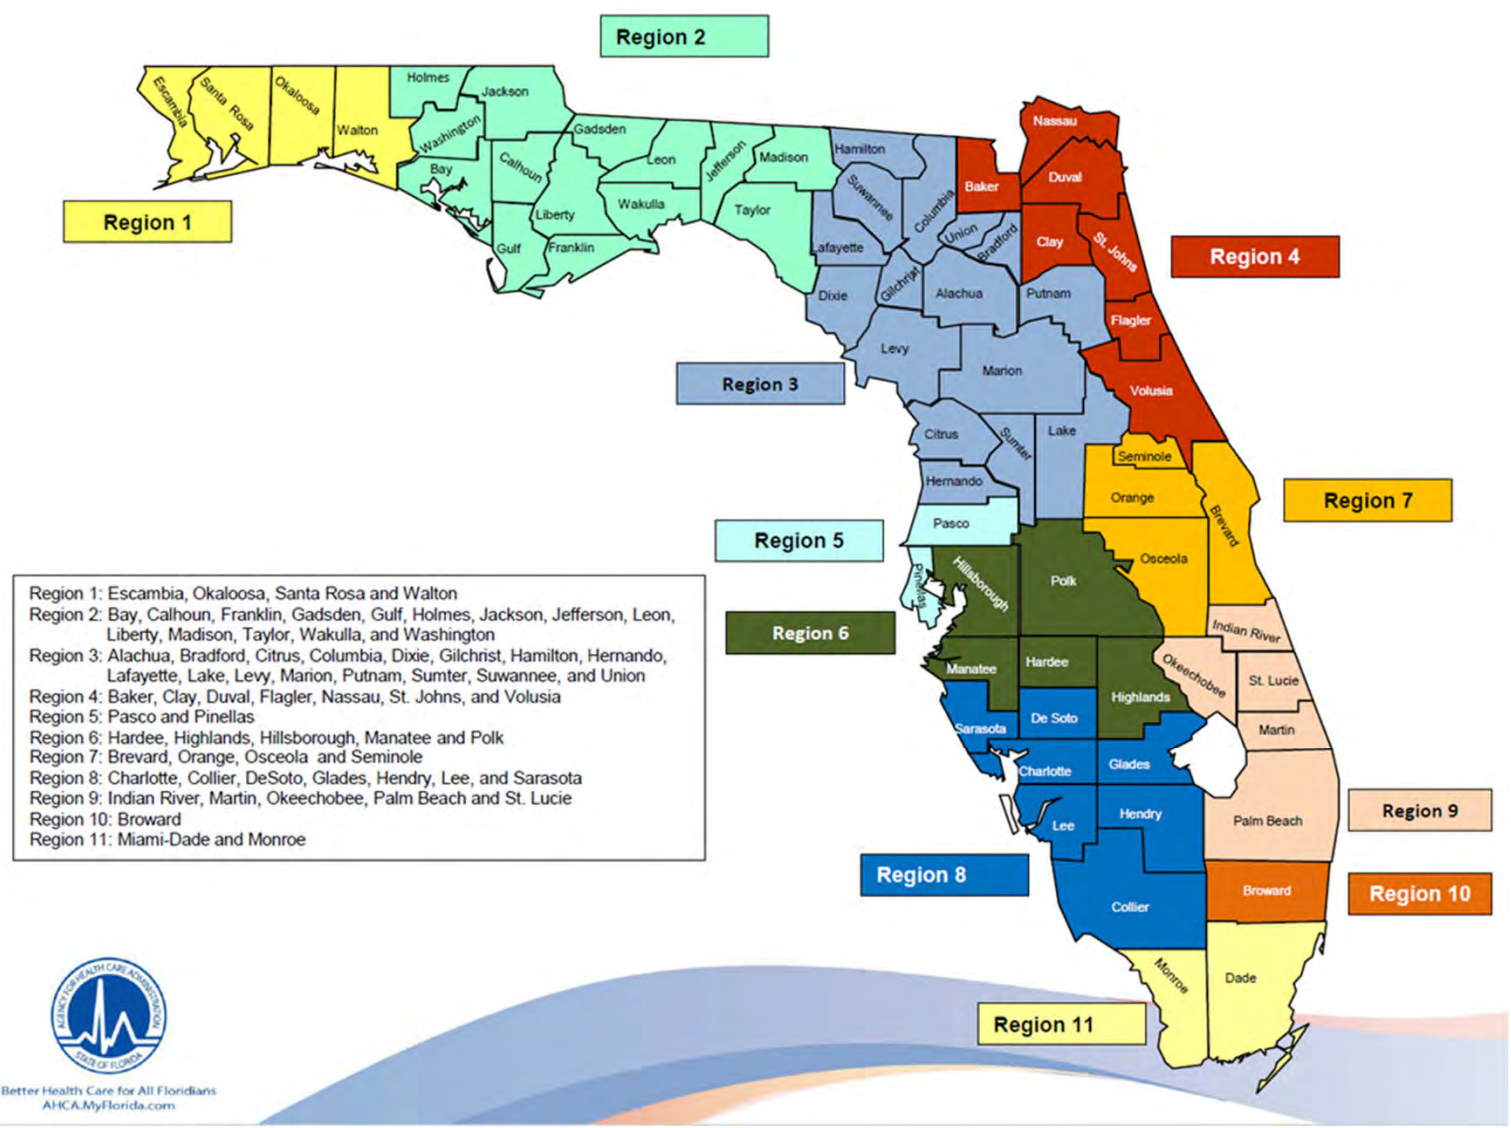 Region 2
Holmes
Jackson
Escambia
Santa Rosa
Okaloosa
Walton
Washington
Gadsden
Leon
Jefferson
Madison
Hamilton
Nassau
Bay
Calhoun
Liberty
Wakulla
Taylor
Suwannee
Columbia
Baker
Duval
Region 1
Gulf
Franklin
Lafayette
Union
Bradford
Clay
St. Johns
Region 4
Dixie
Gilchrist
Alachua
Putnam
Flagler
Levy
Marion
Volusia
Region 3
Citrus
Sumter
Lake
Seminole
Hernando
Orange
Brevard
Region 7
Pasco
Region 5
Osceola
Pinellas
Hillsborough
Polk
Region 6
Indian River
Manatee
Hardee
Okeechobee
St. Lucie
Highlands
Sarasota
De Soto
Martin
Charlotte
Glades
Lee
Hendry
Palm Beach
Region 9
Region 8
Broward
Region 10
Collier
Monroe
Dade
Region 11
Region 1: Escambia, Okaloosa, Santa Rosa and Walton
Region 2: Bay, Calhoun, Franklin, Gadsden, Gulf, Holmes, Jackson, Jefferson, Leon,
Liberty, Madison, Taylor, Wakulla, and Washington
Region 3: Alachua, Bradford, Citrus, Columbia, Dixie, Gilchrist, Hamilton, Hernando,
Lafayette, Lake, Levy, Marion, Putnam, Sumter, Suwannee, and Union
Region 4: Baker, Clay, Duval, Flagler, Nassau, St. Johns, and Volusia
Region 5: Pasco and Pinellas
Region 6: Hardee, Highlands, Hillsborough, Manatee and Polk
Region 7: Brevard, Orange, Osceola and Seminole
Region 8: Charlotte, Collier, DeSoto, Glades, Hendry, Lee, and Sarasota
Region 9: Indian River, Martin, Okeechobee, Palm Beach and St. Lucie
Region 10: Broward
Region 11: Miami-Dade and Monroe
AGENCY FOR HEALTH CARE ADMINISTRATION
STATE OF FLORIDA
Better Health Care for All Floridians
AHCA.MyFlorida.com